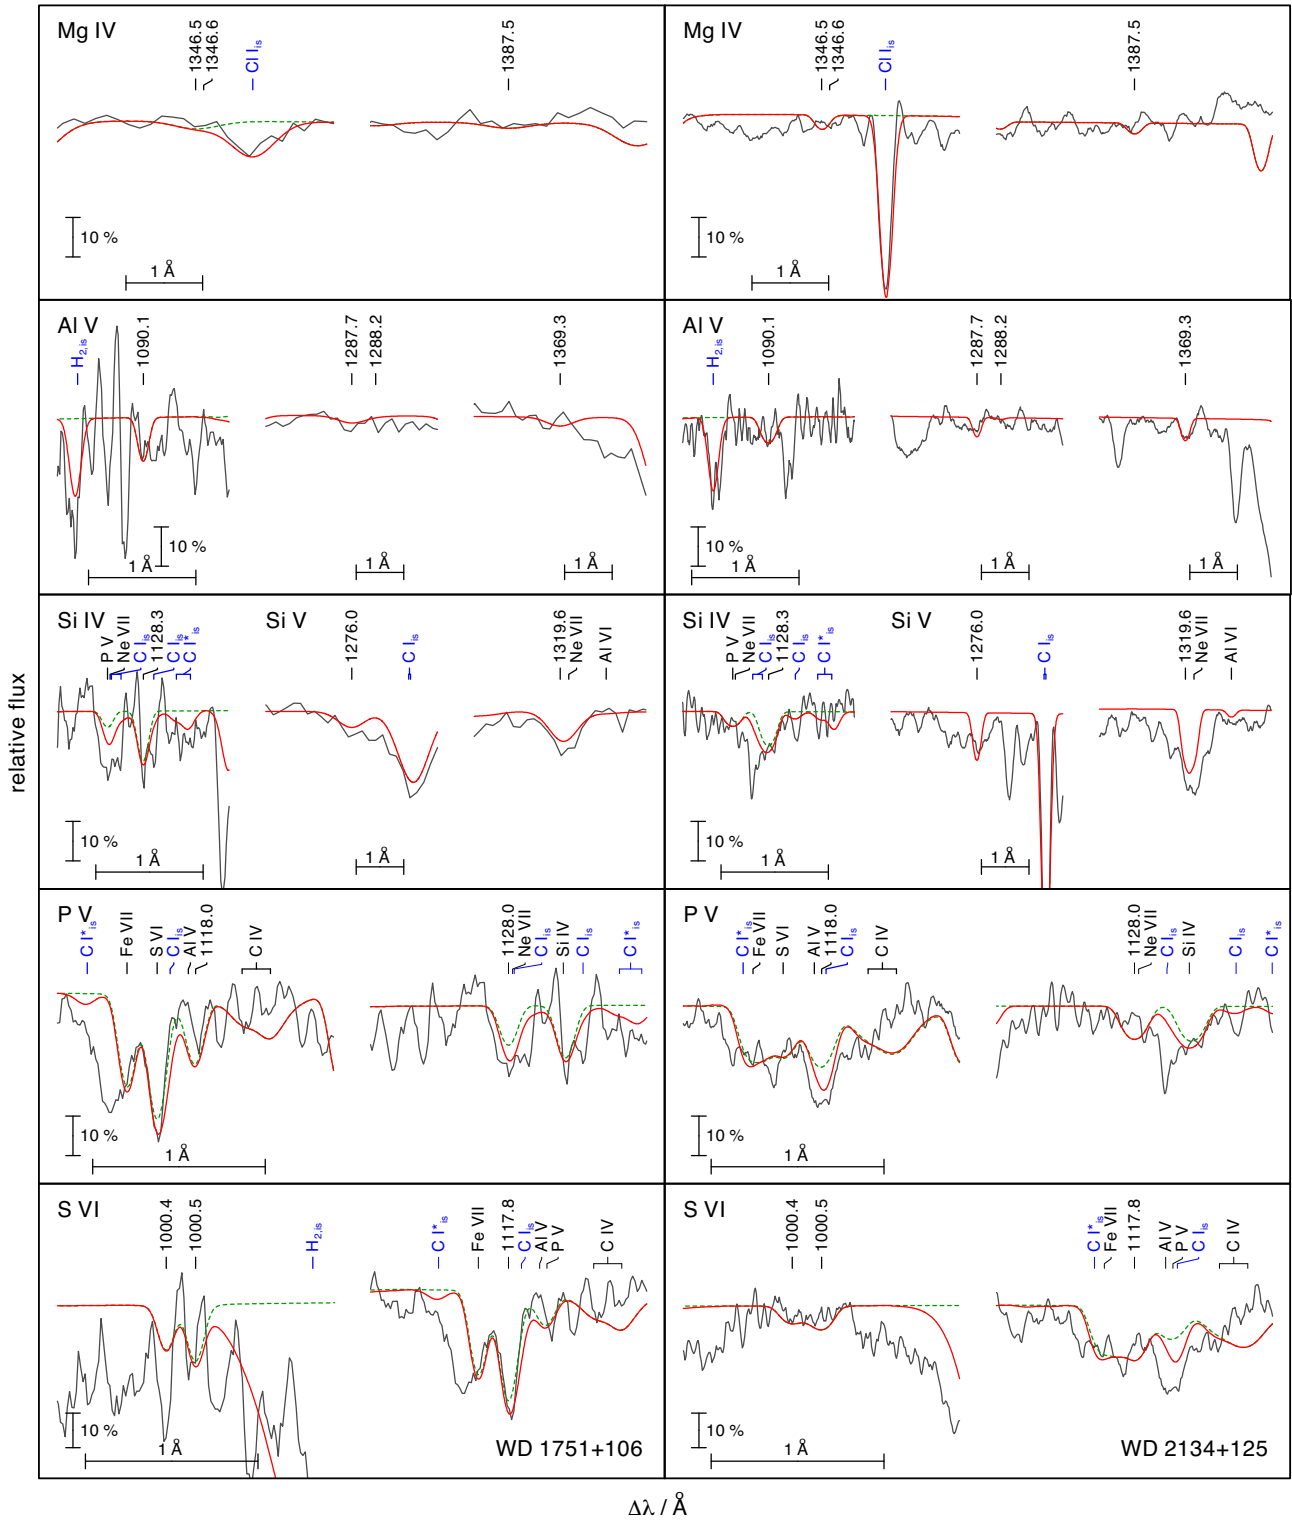 Mg IV
1346.5
1346.6
Cl I is
1387.5
10 %
1 Å
Mg IV
1346.5
1346.6
Cl I is
1387.5
10 %
1 Å
Al V
H2,is
1090.1
1287.7
1288.2
1369.3
10 %
1 Å
1 Å
1 Å
Al V
H2,is
1090.1
1287.7
1288.2
1369.3
10 %
1 Å
1 Å
1 Å
Si IV
P V
Ne VII
C I is
1128.3
C I is
C I* is
Si V
1276.0
C I is
1319.6
Ne VII
Al VI
10 %
1 Å
1 Å
Si IV
P V
Ne VII
C I is
1128.3
C I is
C I* is
Si V
1276.0
C I is
1319.6
Ne VII
Al VI
10 %
1 Å
1 Å
P V
C I* is
Fe VII
S VI
C I is
Al V
1118.0
C IV
1128.0
Ne VII
C I is
Si IV
C I is
C I* is
10 %
1 Å
P V
C I* is
Fe VII
S VI
Al V
1118.0
C I is
C IV
1128.0
Ne VII
C I is
Si IV
C I is
C I* is
10 %
1 Å
S VI
1000.4
1000.5
H2,is
C I* is
Fe VII
1117.8
C I is
Al V
P V
C IV
10 %
1 Å
WD 1751+106
S VI
1000.4
1000.5
C I* is
Fe VII
1117.8
Al V
P V
C I is
C IV
10 %
1 Å
WD 2134+125
relative flux
Δλ / Å